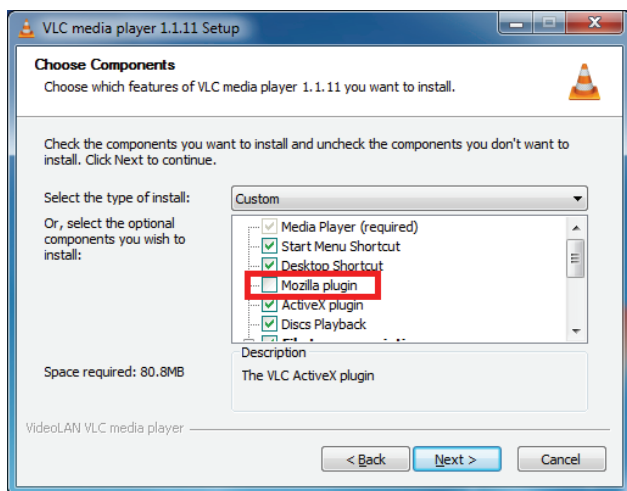 VLC media player 1.1.11 Setup
Choose Components
Choose which features of VLC media player 1.1.11 you want to install.
Check the components you want to install and uncheck the components you don't want to
install. Click Next to continue.
Select the type of install:
Custom
Or, select the optional
components you wish to
install:
Media Player (required)
Start Menu Shortcut
Desktop Shortcut
Mozilla plugin
ActiveX plugin
Discs Playback
Space required: 80.8MB
Description
The VLC ActiveX plugin
VideoLAN VLC media player
< Back
Next >
Cancel